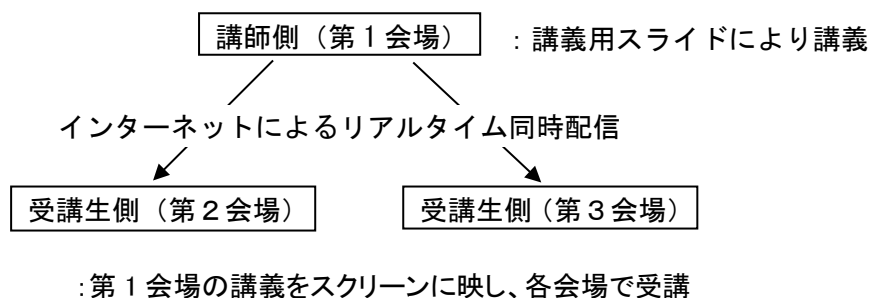 講師側（第１会場） ：講義用スライドにより講義
インターネットによるリアルタイム同時配信
受講生側（第２会場） 受講生側（第３会場）
：第１会場の講義をスクリーンに映し、各会場で受講